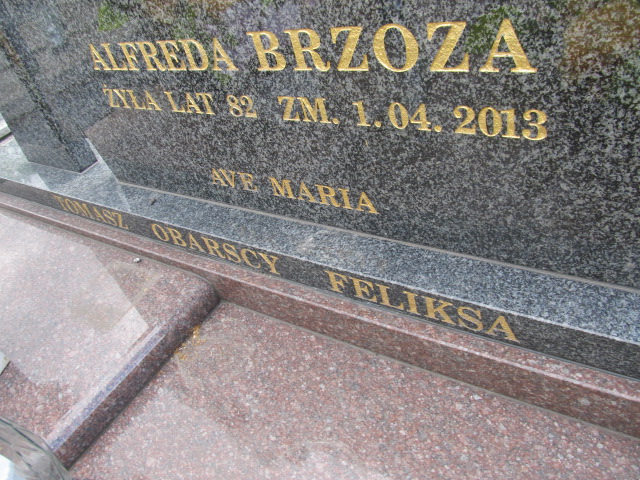 ALFREDA BRZOZA
ŻYŁA LAT 82 ZM. 1.04.2013
AVE MARIA
TOMASZ OBARSCY FELIKSA